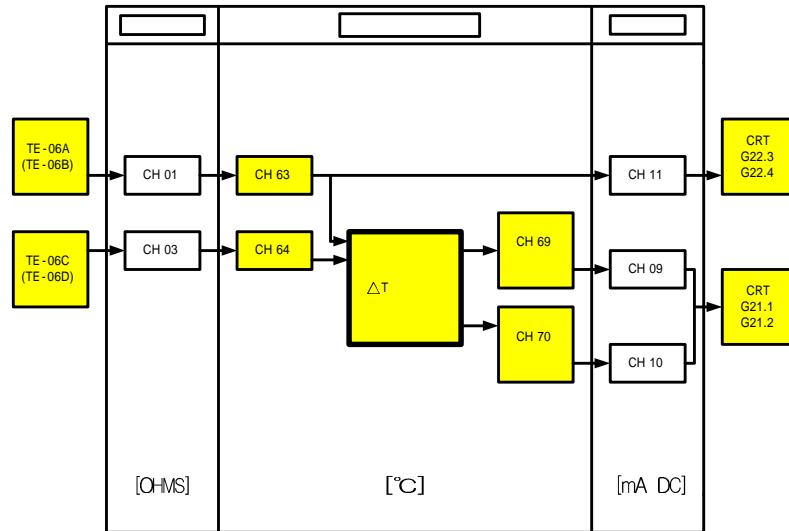 TE-06A
(TE-06B)
CH 01
CH 63
CH 11
CRT
G22.3
G22.4
TE-06C
(TE-06D)
CH 03
CH 64
△T
CH 69
CH 09
CRT
G21.1
G21.2
CH 70
CH 10
[OHMS]
[℃]
[mA DC]